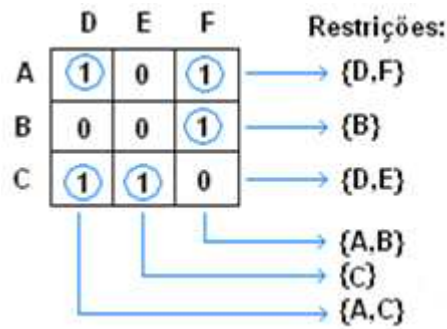 D E F Restrições:
A 1 0 1 {D,F}
B 0 0 1 {B}
C 1 1 0 {D,E}
{A,B}
{C}
{A,C}